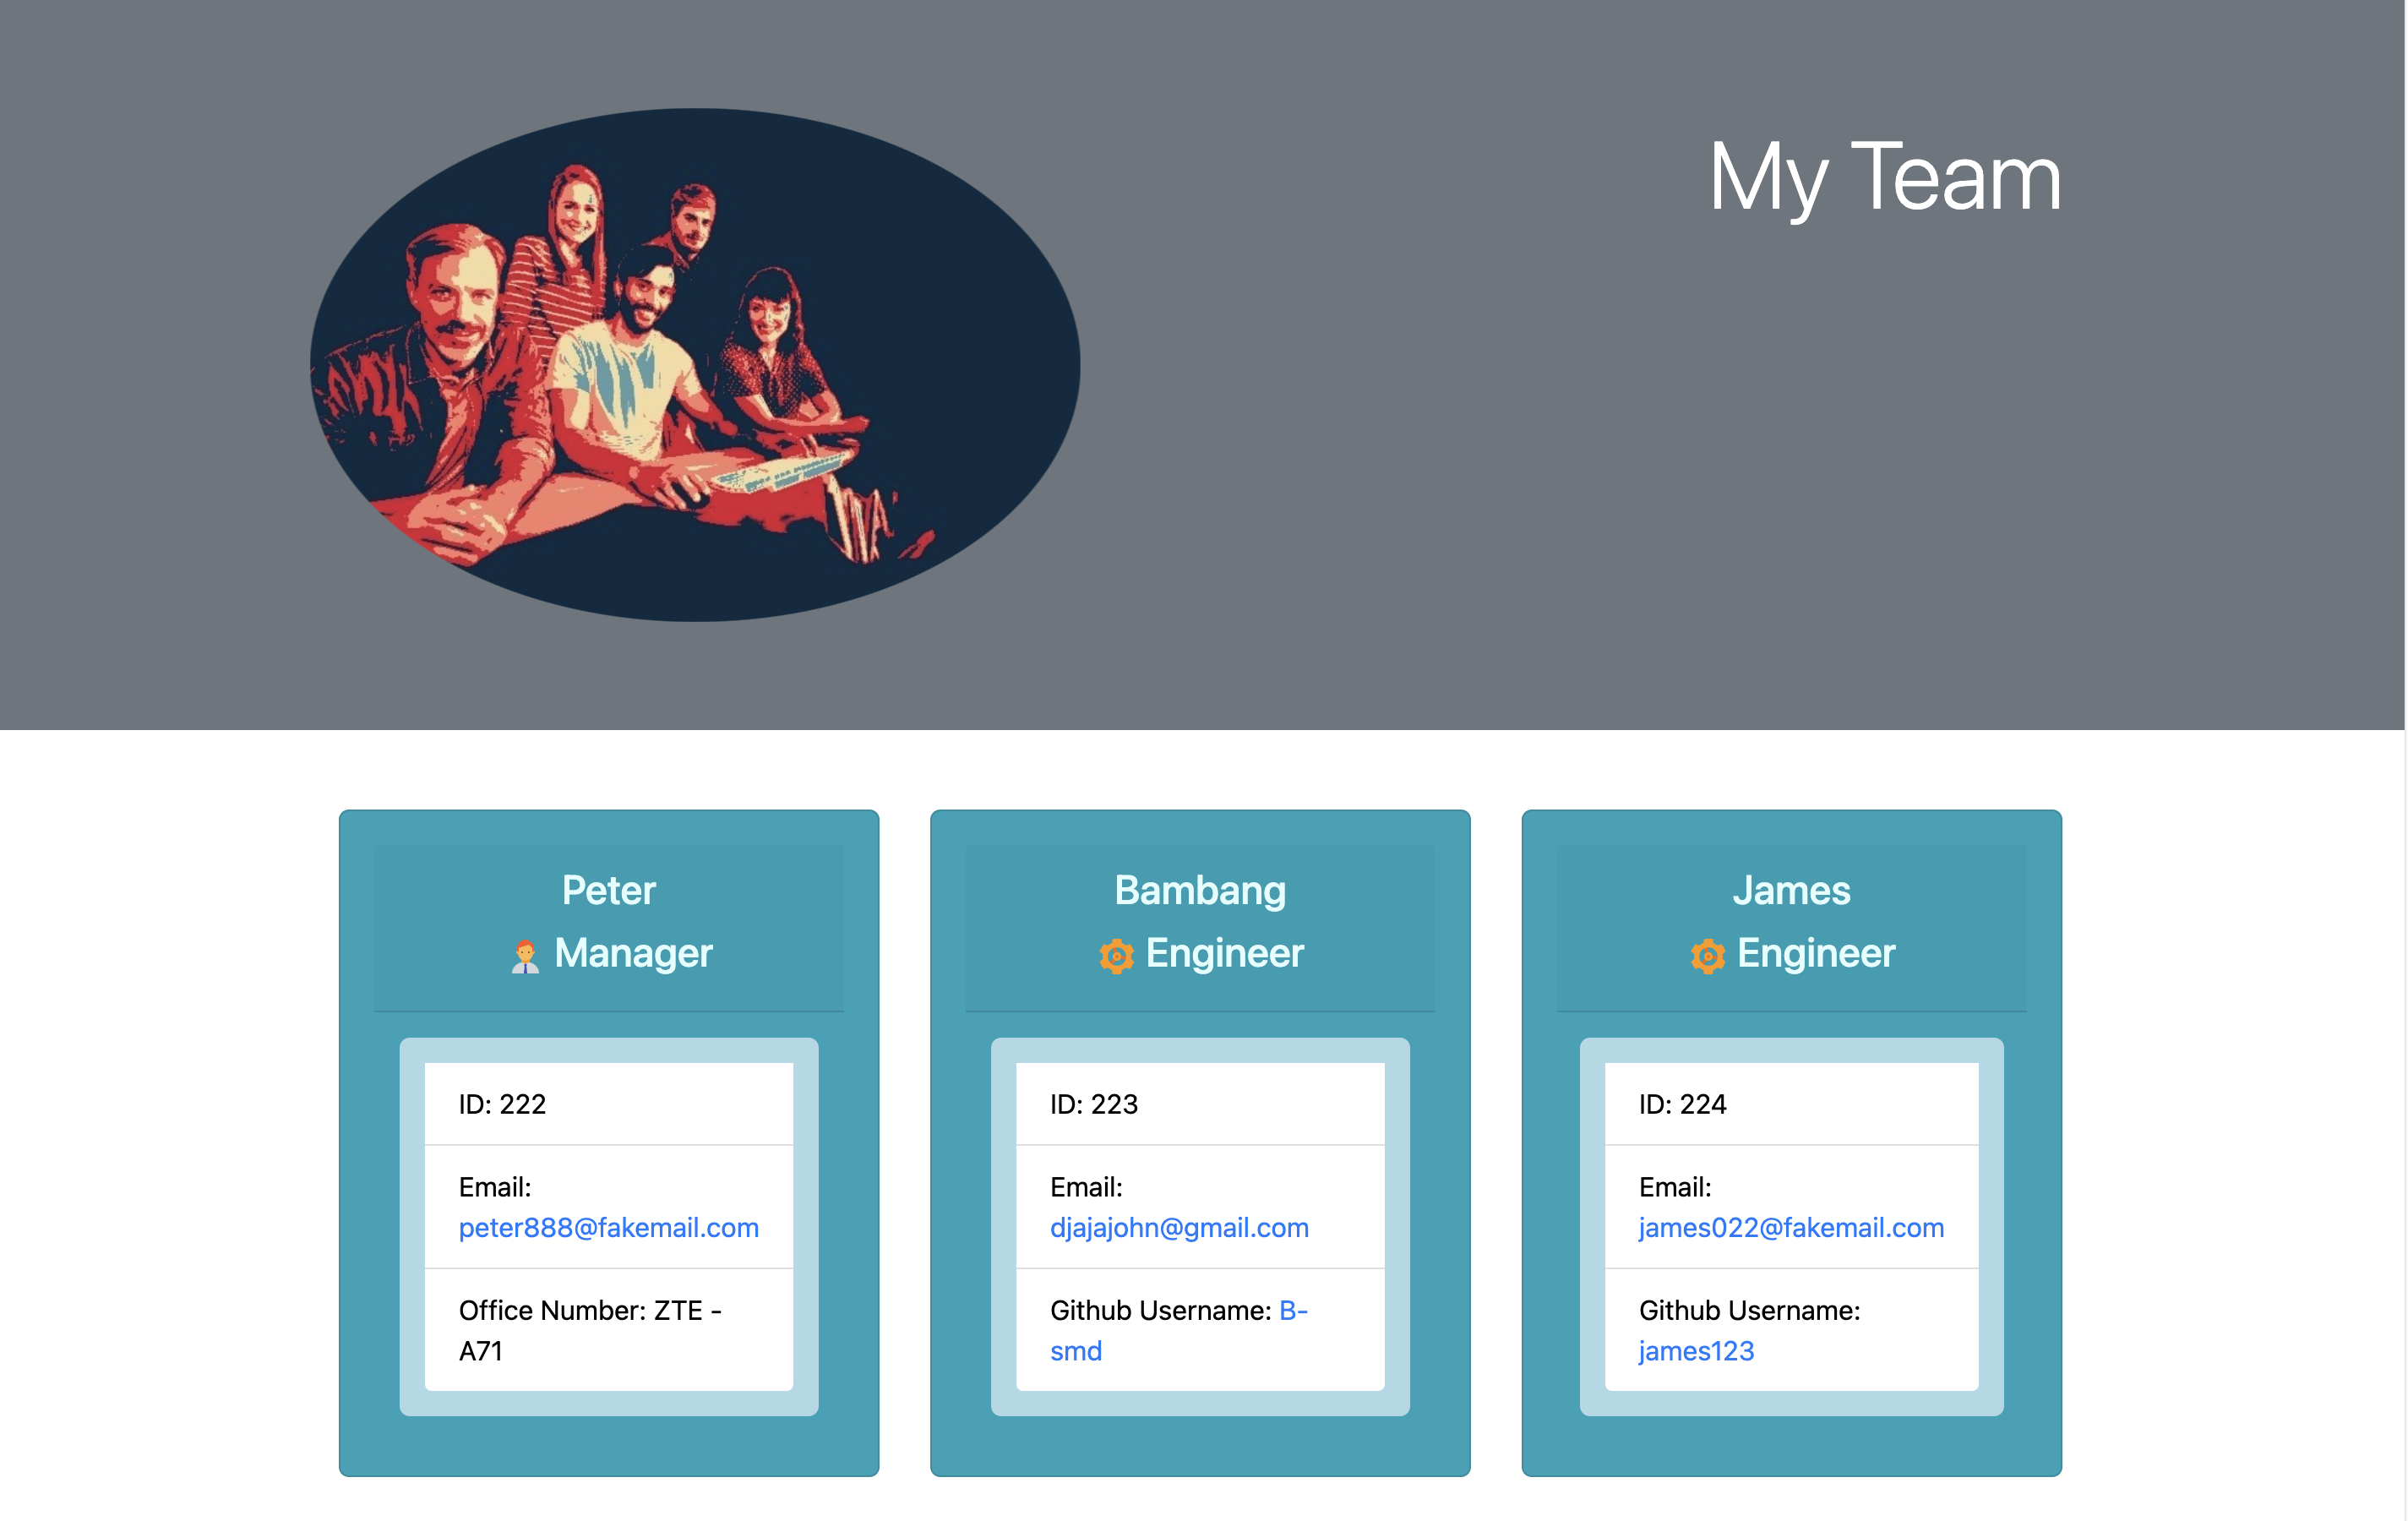 My Team
Peter
Manager
ID: 222
Email:
peter888@fakemail.com
Office Number: ZTE -
A71
Bambang
Engineer
ID: 223
Email:
djajajohn@gmail.com
Github Username: B-
smd
James
Engineer
ID: 224
Email:
james022@fakemail.com
Github Username:
james123